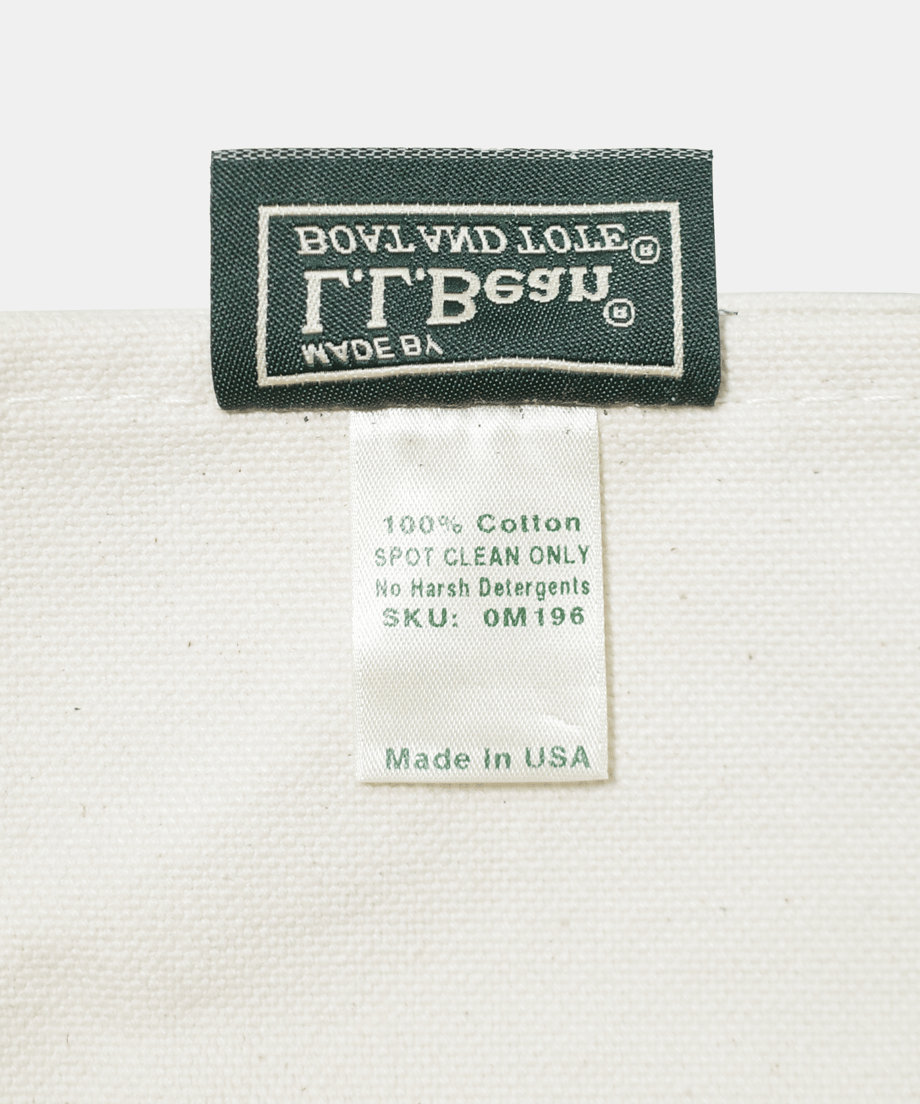 BOAT AND TOTE®
L.L.Bean®
MADE BY
100% Cotton
SPOT CLEAN ONLY
No Harsh Detergents
SKU: 0M196
Made in USA